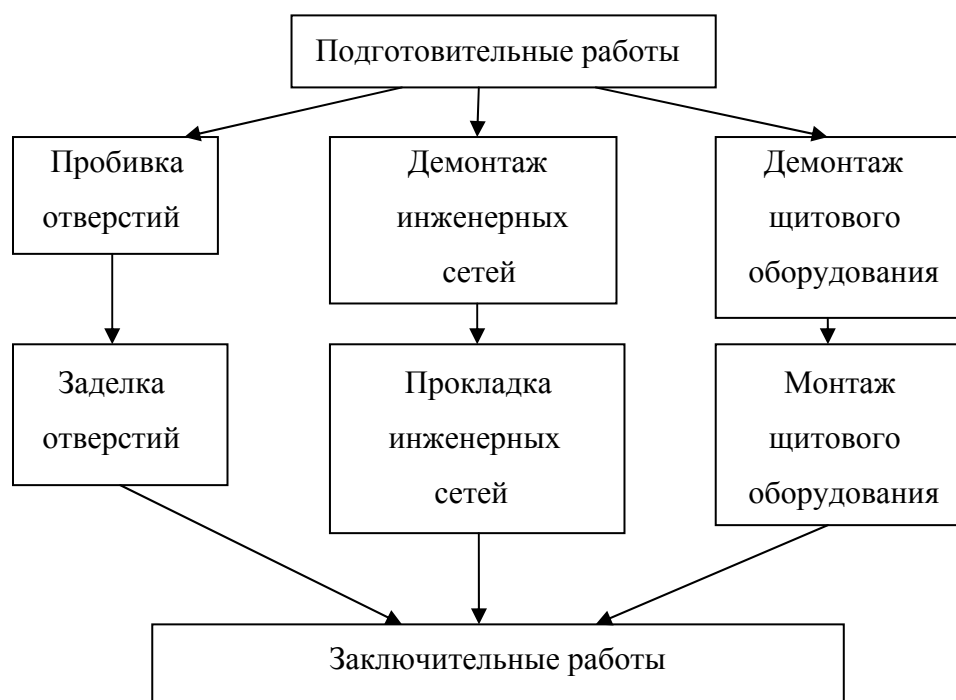 Подготовительные работы
Пробивка
отверстий
Демонтаж
инженерных
сетей
Демонтаж
щитового
оборудования
Заделка
отверстий
Прокладка
инженерных
сетей
Монтаж
щитового
оборудования
Заключительные работы